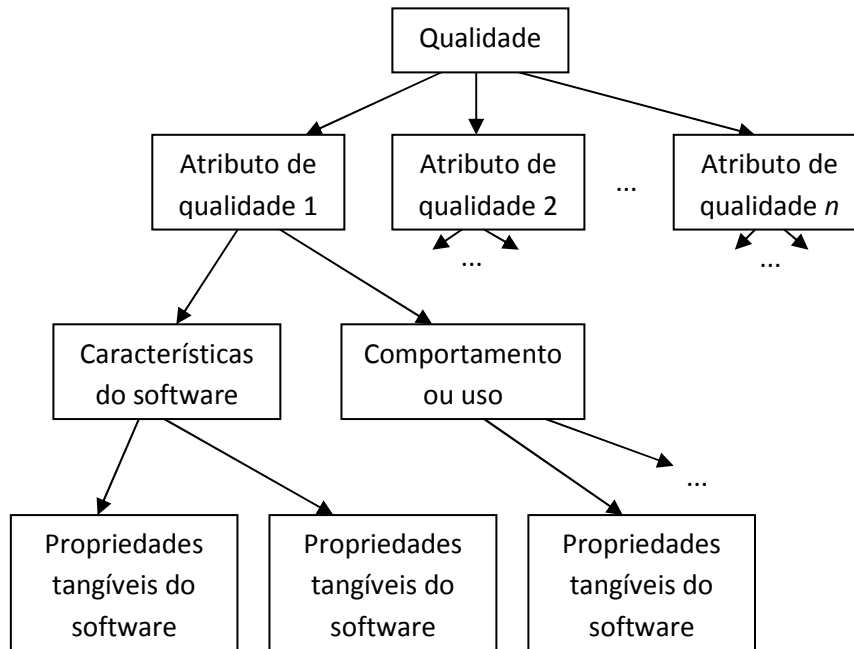 Qualidade
Atributo de
qualidade 1
Atributo de
qualidade 2
...
Atributo de
qualidade n
...
...
Características
do software
Comportamento
ou uso
...
Propriedades
tangíveis do
software
Propriedades
tangíveis do
software
Propriedades
tangíveis do
software